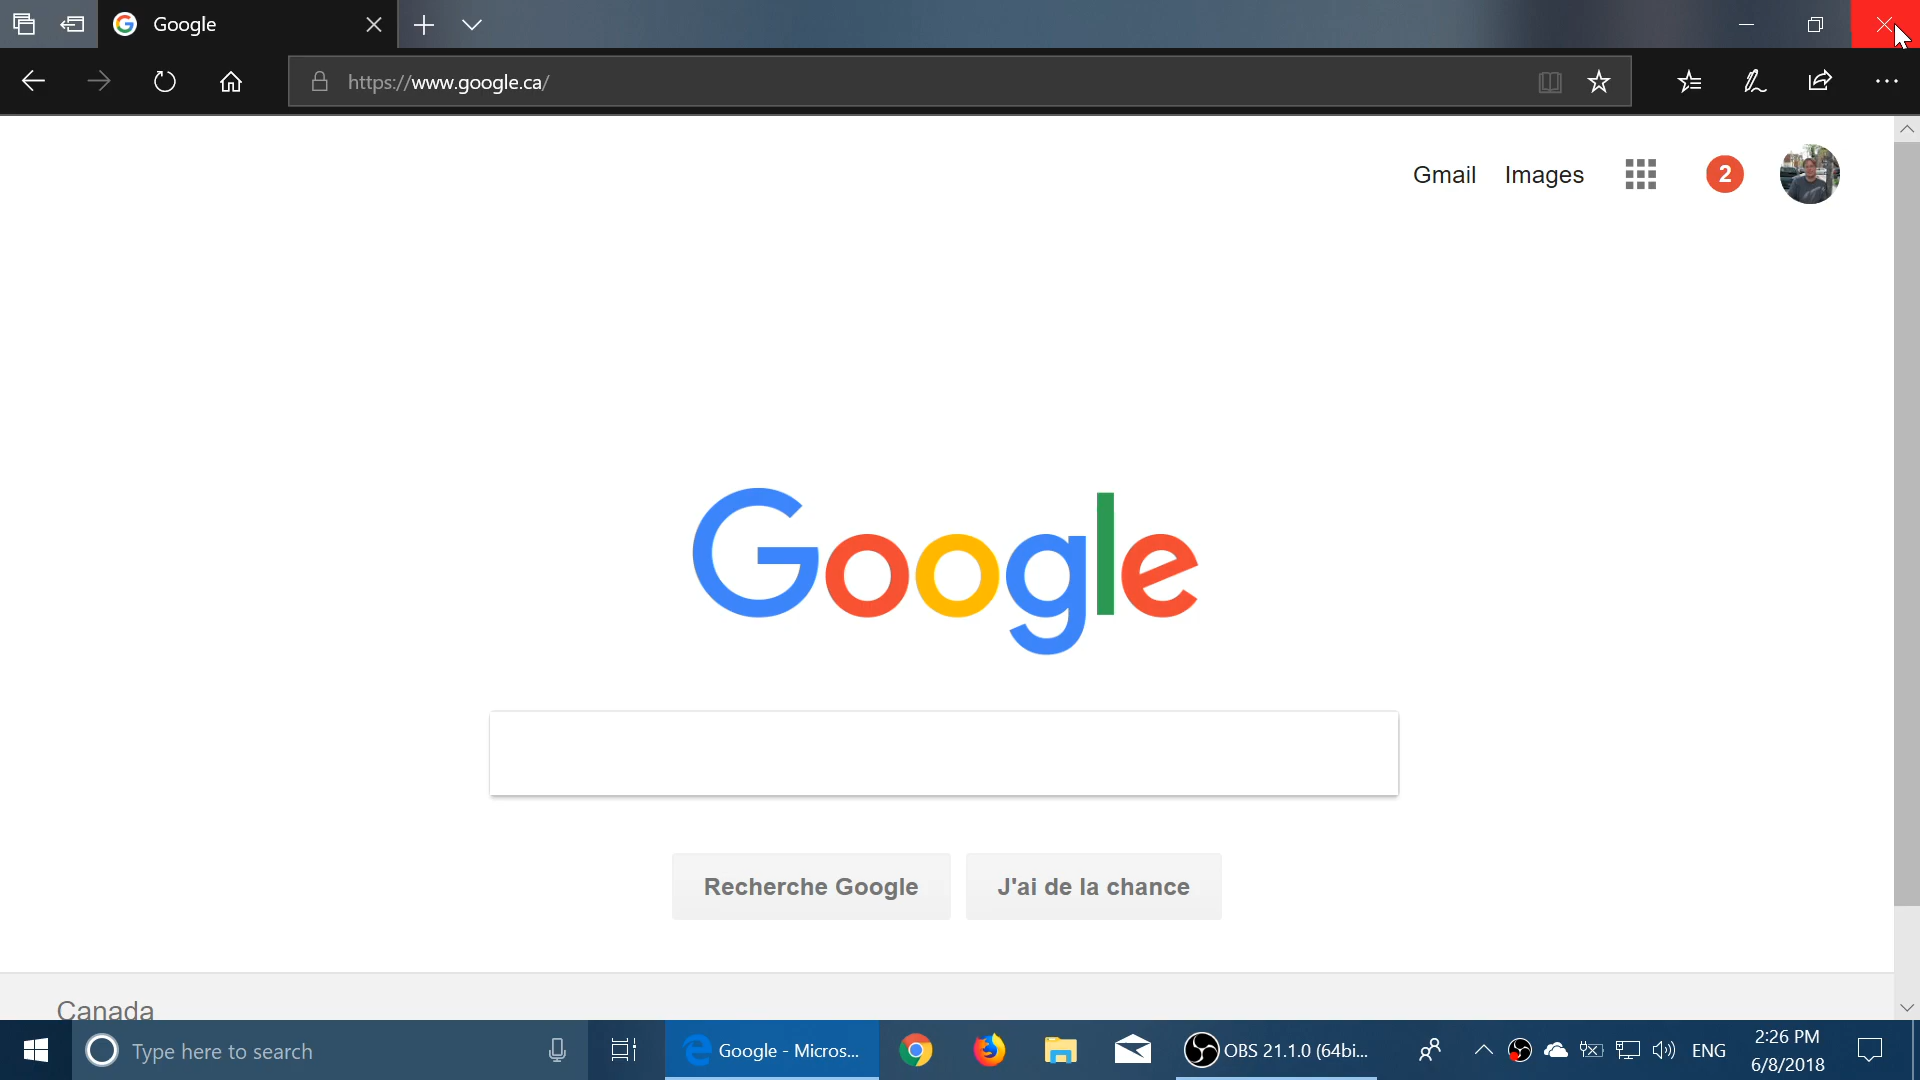 Google
https://www.google.ca/
Gmail Images 2
Google
Recherche Google J'ai de la chance
Canada
Type here to search
Google - Micros...
OBS 21.1.0 (64bi...
ENG
2:26 PM
6/8/2018